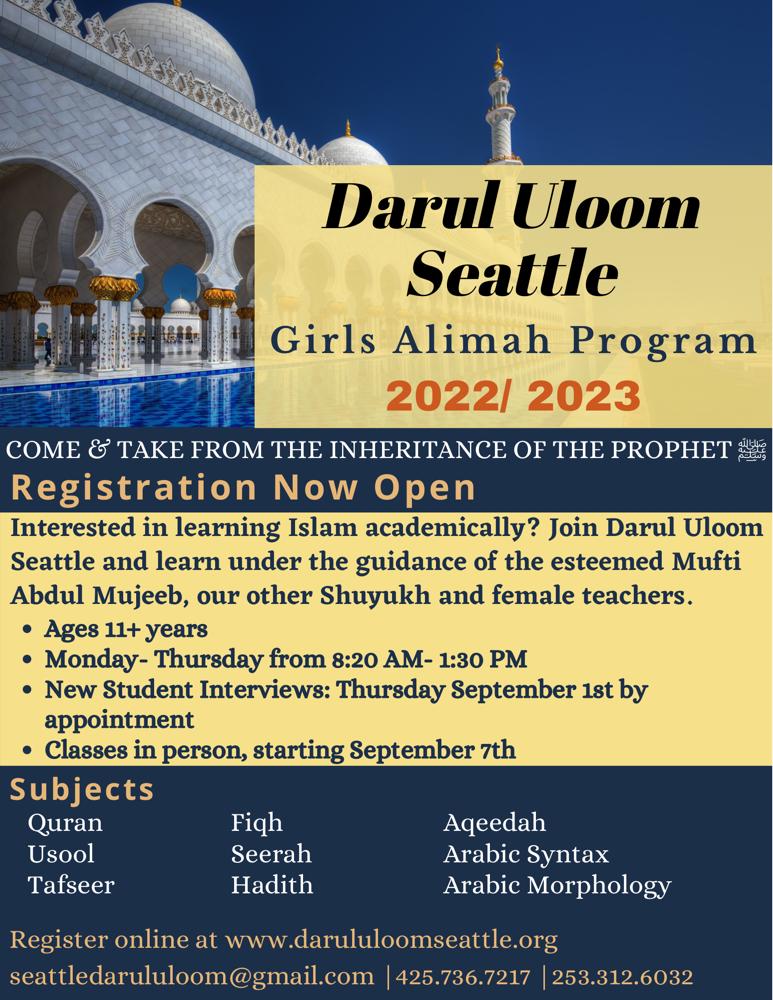 Darul Uloom
Seattle
Girls Alimah Program
2022/ 2023
COME & TAKE FROM THE INHERITANCE OF THE PROPHET ﷺ
Registration Now Open
Interested in learning Islam academically? Join Darul Uloom
Seattle and learn under the guidance of the esteemed Mufti
Abdul Mujeeb, our other Shuyukh and female teachers.
• Ages 11+ years
• Monday- Thursday from 8:20 AM- 1:30 PM
• New Student Interviews: Thursday September 1st by
appointment
• Classes in person, starting September 7th
Subjects
Quran Fiqh Aqeedah
Usool Seerah Arabic Syntax
Tafseer Hadith Arabic Morphology
Register online at www.darululoomseattle.org
seattledarululoom@gmail.com |425.736.7217 |253.312.6032